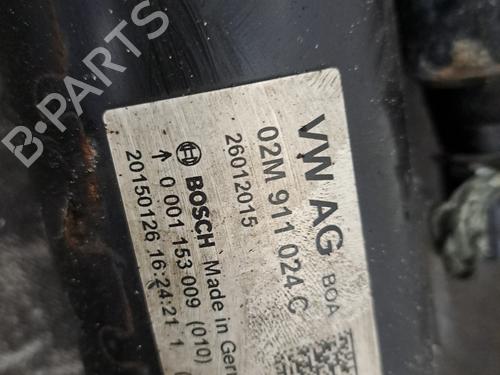 B-PARTS
VW AG BOA
02M 911 024 C
26012015
BOSCH Made in Ger
0 001 153 009 (010)
20150126 16:24:21 1